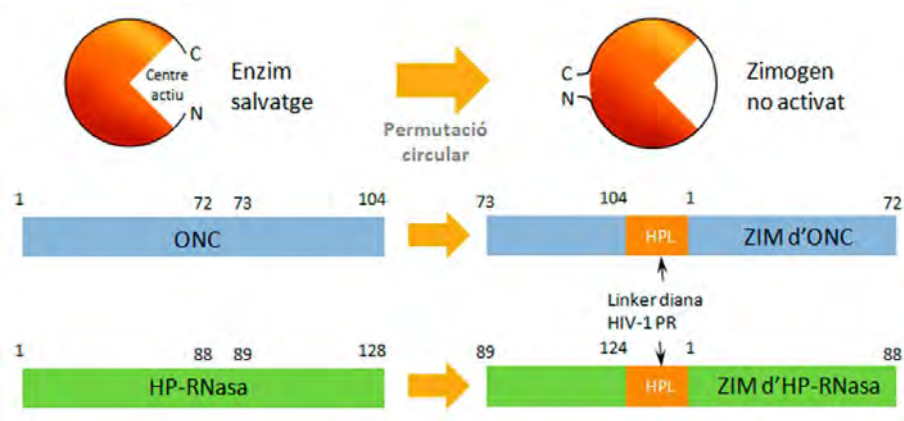 C
Centre
actiu
N
Enzim
salvatge
Permutació
circular
C
N
Zimogen
no activat
1 72 73 104
ONC
73 104 1 72
HPL ZIM d'ONC
Linker diana
HIV-1 PR
1 88 89 128
HP-RNasa
89 124 1 88
HPL ZIM d'HP-RNasa